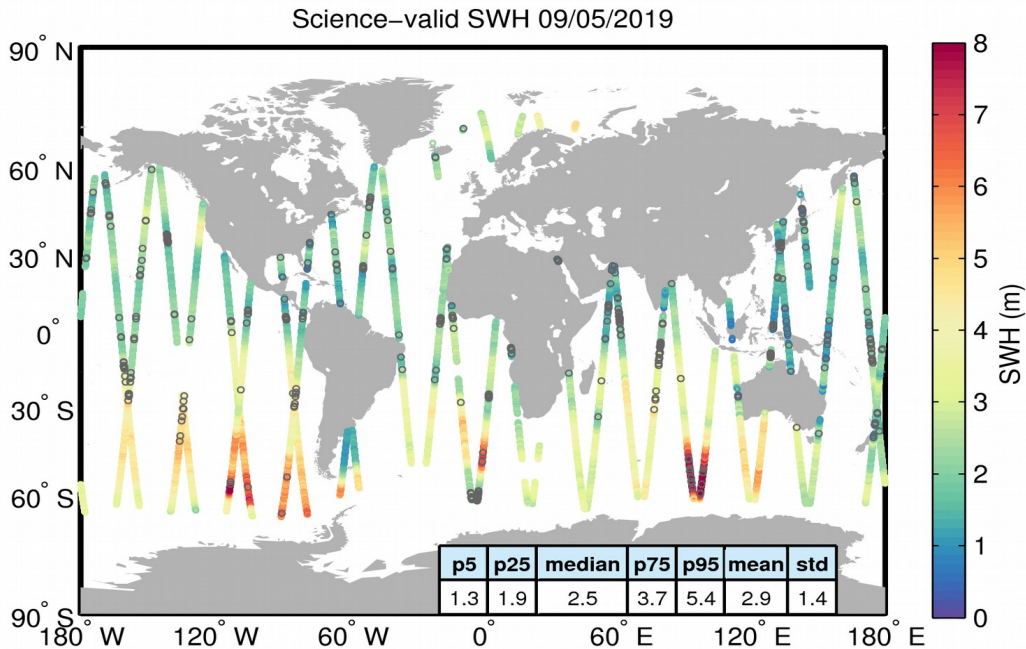 Science−valid SWH 09/05/2019
90° N
60° N
30° N
0°
30° S
60° S
90° S
180° W
120° W
60° W
0°
60° E
120° E
180° E
p5 p25 median p75 p95 mean std
1.3 1.9 2.5 3.7 5.4 2.9 1.4
8
7
6
5
4
3
2
1
0
SWH (m)